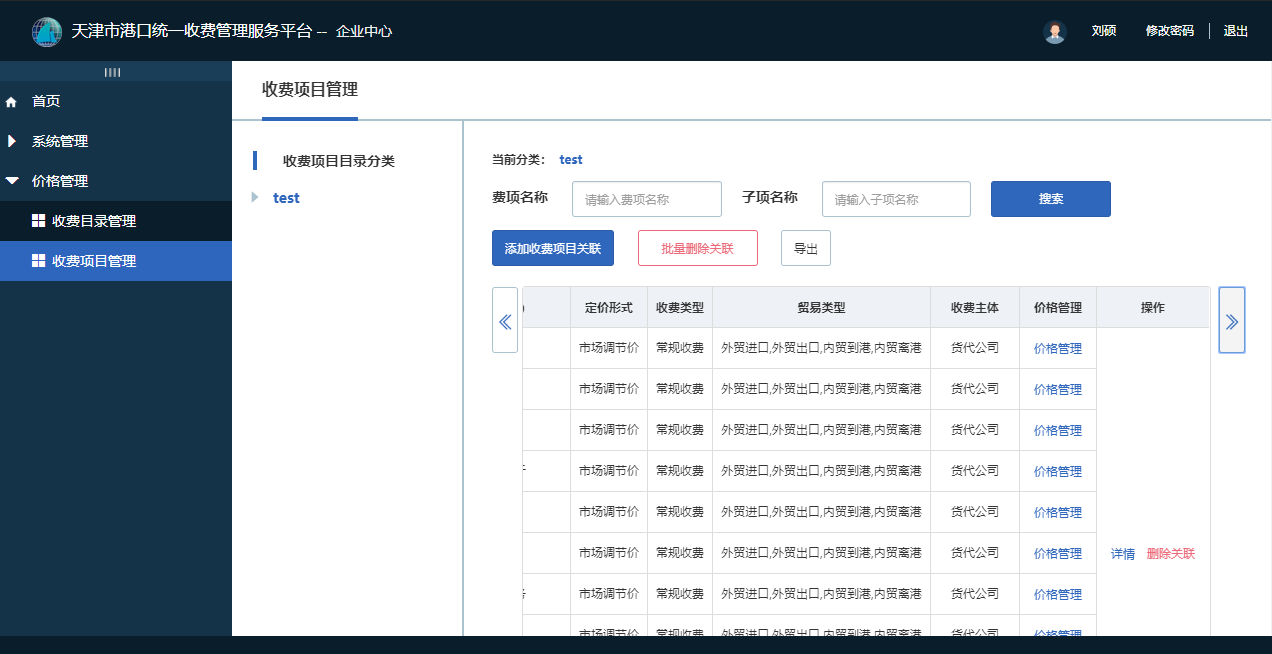 天津市港口统一收费管理服务平台 -- 企业中心
刘硕 修改密码 退出
首页
系统管理
价格管理
收费目录管理
收费项目管理
收费项目管理
收费项目目录分类
test
当前分类: test
费项名称 请输入费项名称 子项名称 请输入子项名称 搜索
添加收费项目关联 批量删除关联 导出
定价形式 收费类型 贸易类型 收费主体 价格管理 操作
市场调节价 常规收费 外贸进口,外贸出口,内贸到港,内贸离港 货代公司 价格管理
市场调节价 常规收费 外贸进口,外贸出口,内贸到港,内贸离港 货代公司 价格管理
市场调节价 常规收费 外贸进口,外贸出口,内贸到港,内贸离港 货代公司 价格管理
市场调节价 常规收费 外贸进口,外贸出口,内贸到港,内贸离港 货代公司 价格管理
市场调节价 常规收费 外贸进口,外贸出口,内贸到港,内贸离港 货代公司 价格管理
市场调节价 常规收费 外贸进口,外贸出口,内贸到港,内贸离港 货代公司 价格管理 详情 删除关联
市场调节价 常规收费 外贸进口,外贸出口,内贸到港,内贸离港 货代公司 价格管理
市场调节价 常规收费 外贸进口,外贸出口,内贸到港,内贸离港 货代公司 价格管理